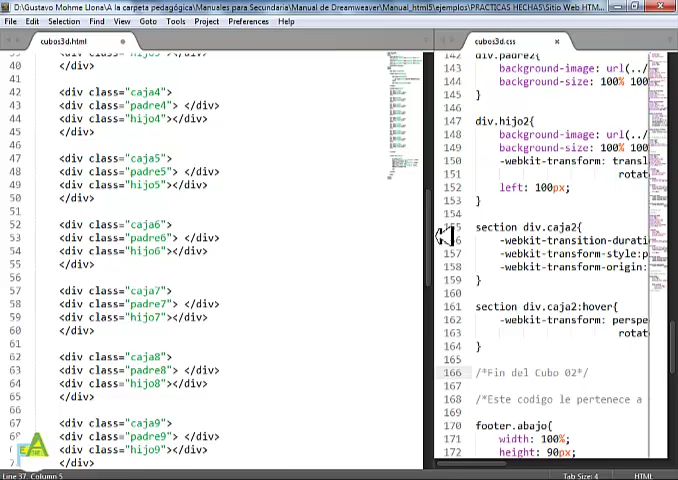 D:\Gustavo Mohme Llona\A la carpeta pedagógica\Manuales para Secundaria\Manual de Dreamweaver\Manual_html5\ejemplos\PRACTICAS HECHAS\Sitio Web HTM...
File Edit Selection Find View Goto Tools Project Preferences Help
cubos3d.html
40 </div>
41
42 <div class="caja4">
43 <div class="padre4"> </div>
44 <div class="hijo4"></div>
45 </div>
46
47 <div class="caja5">
48 <div class="padre5"> </div>
49 <div class="hijo5"></div>
50 </div>
51
52 <div class="caja6">
53 <div class="padre6"> </div>
54 <div class="hijo6"></div>
55 </div>
56
57 <div class="caja7">
58 <div class="padre7"> </div>
59 <div class="hijo7"></div>
60 </div>
61
62 <div class="caja8">
63 <div class="padre8"> </div>
64 <div class="hijo8"></div>
65 </div>
66
67 <div class="caja9">
<div class="padre9"> </div>
<div class="hijo9"></div>
</div>
cubos3d.css
142 div.padre2{
143 background-image: url(../
144 background-size: 100% 100
145 }
146
147 div.hijo2{
148 background-image: url(../
149 background-size: 100% 100
150 -webkit-transform: transl
151 rotat
152 left: 100px;
153 }
154
155 section div.caja2{
156 -webkit-transition-durati
157 -webkit-transform-style:p
158 -webkit-transform-origin:
159 }
160
161 section div.caja2:hover{
162 -webkit-transform: perspe
163 rotat
164 }
165
166 /*Fin del Cubo 02*/
167
168 /*Este codigo le pertenece a
169
170 footer.abajo{
171 width: 100%;
172 height: 90px;
Line 37, Column 5
Tab Size: 4
HTML